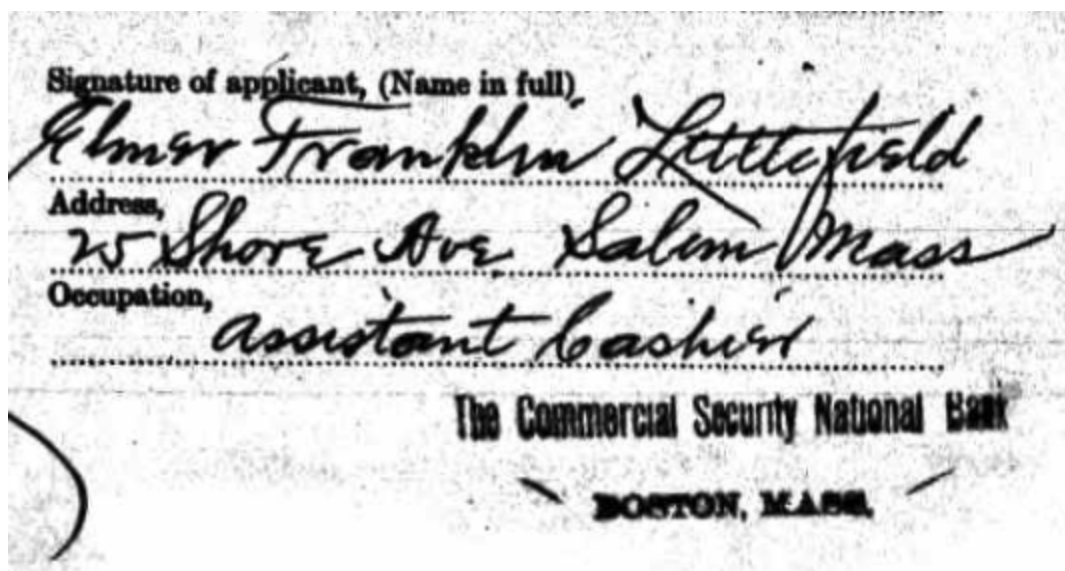 Signature of applicant, (Name in full)
Elmer Franklin Littlefield
Address,
25 Shore Ave Salem Mass
Occupation,
Assistant Cashier
The Commercial Security National Bank
BOSTON, MASS.